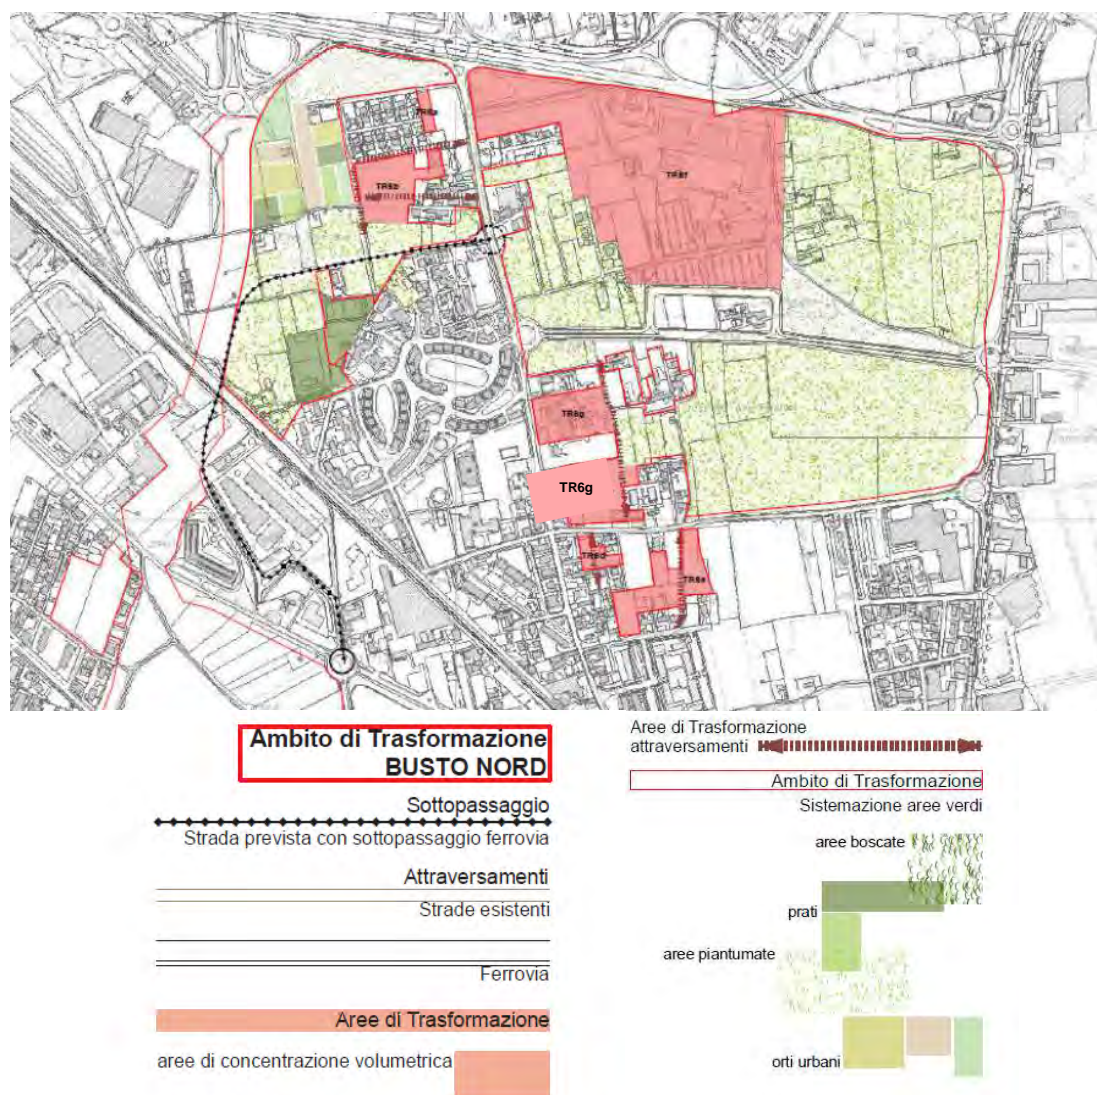 TR6f
TR6b
TR6g
TR6e
Ambito di Trasformazione
BUSTO NORD
Sottopassaggio
Strada prevista con sottopassaggio ferrovia
Attraversamenti
Strade esistenti
Ferrovia
Aree di Trasformazione
aree di concentrazione volumetrica
Aree di Trasformazione
attraversamenti
Ambito di Trasformazione
Sistemazione aree verdi
aree boscate
prati
aree piantumate
orti urbani